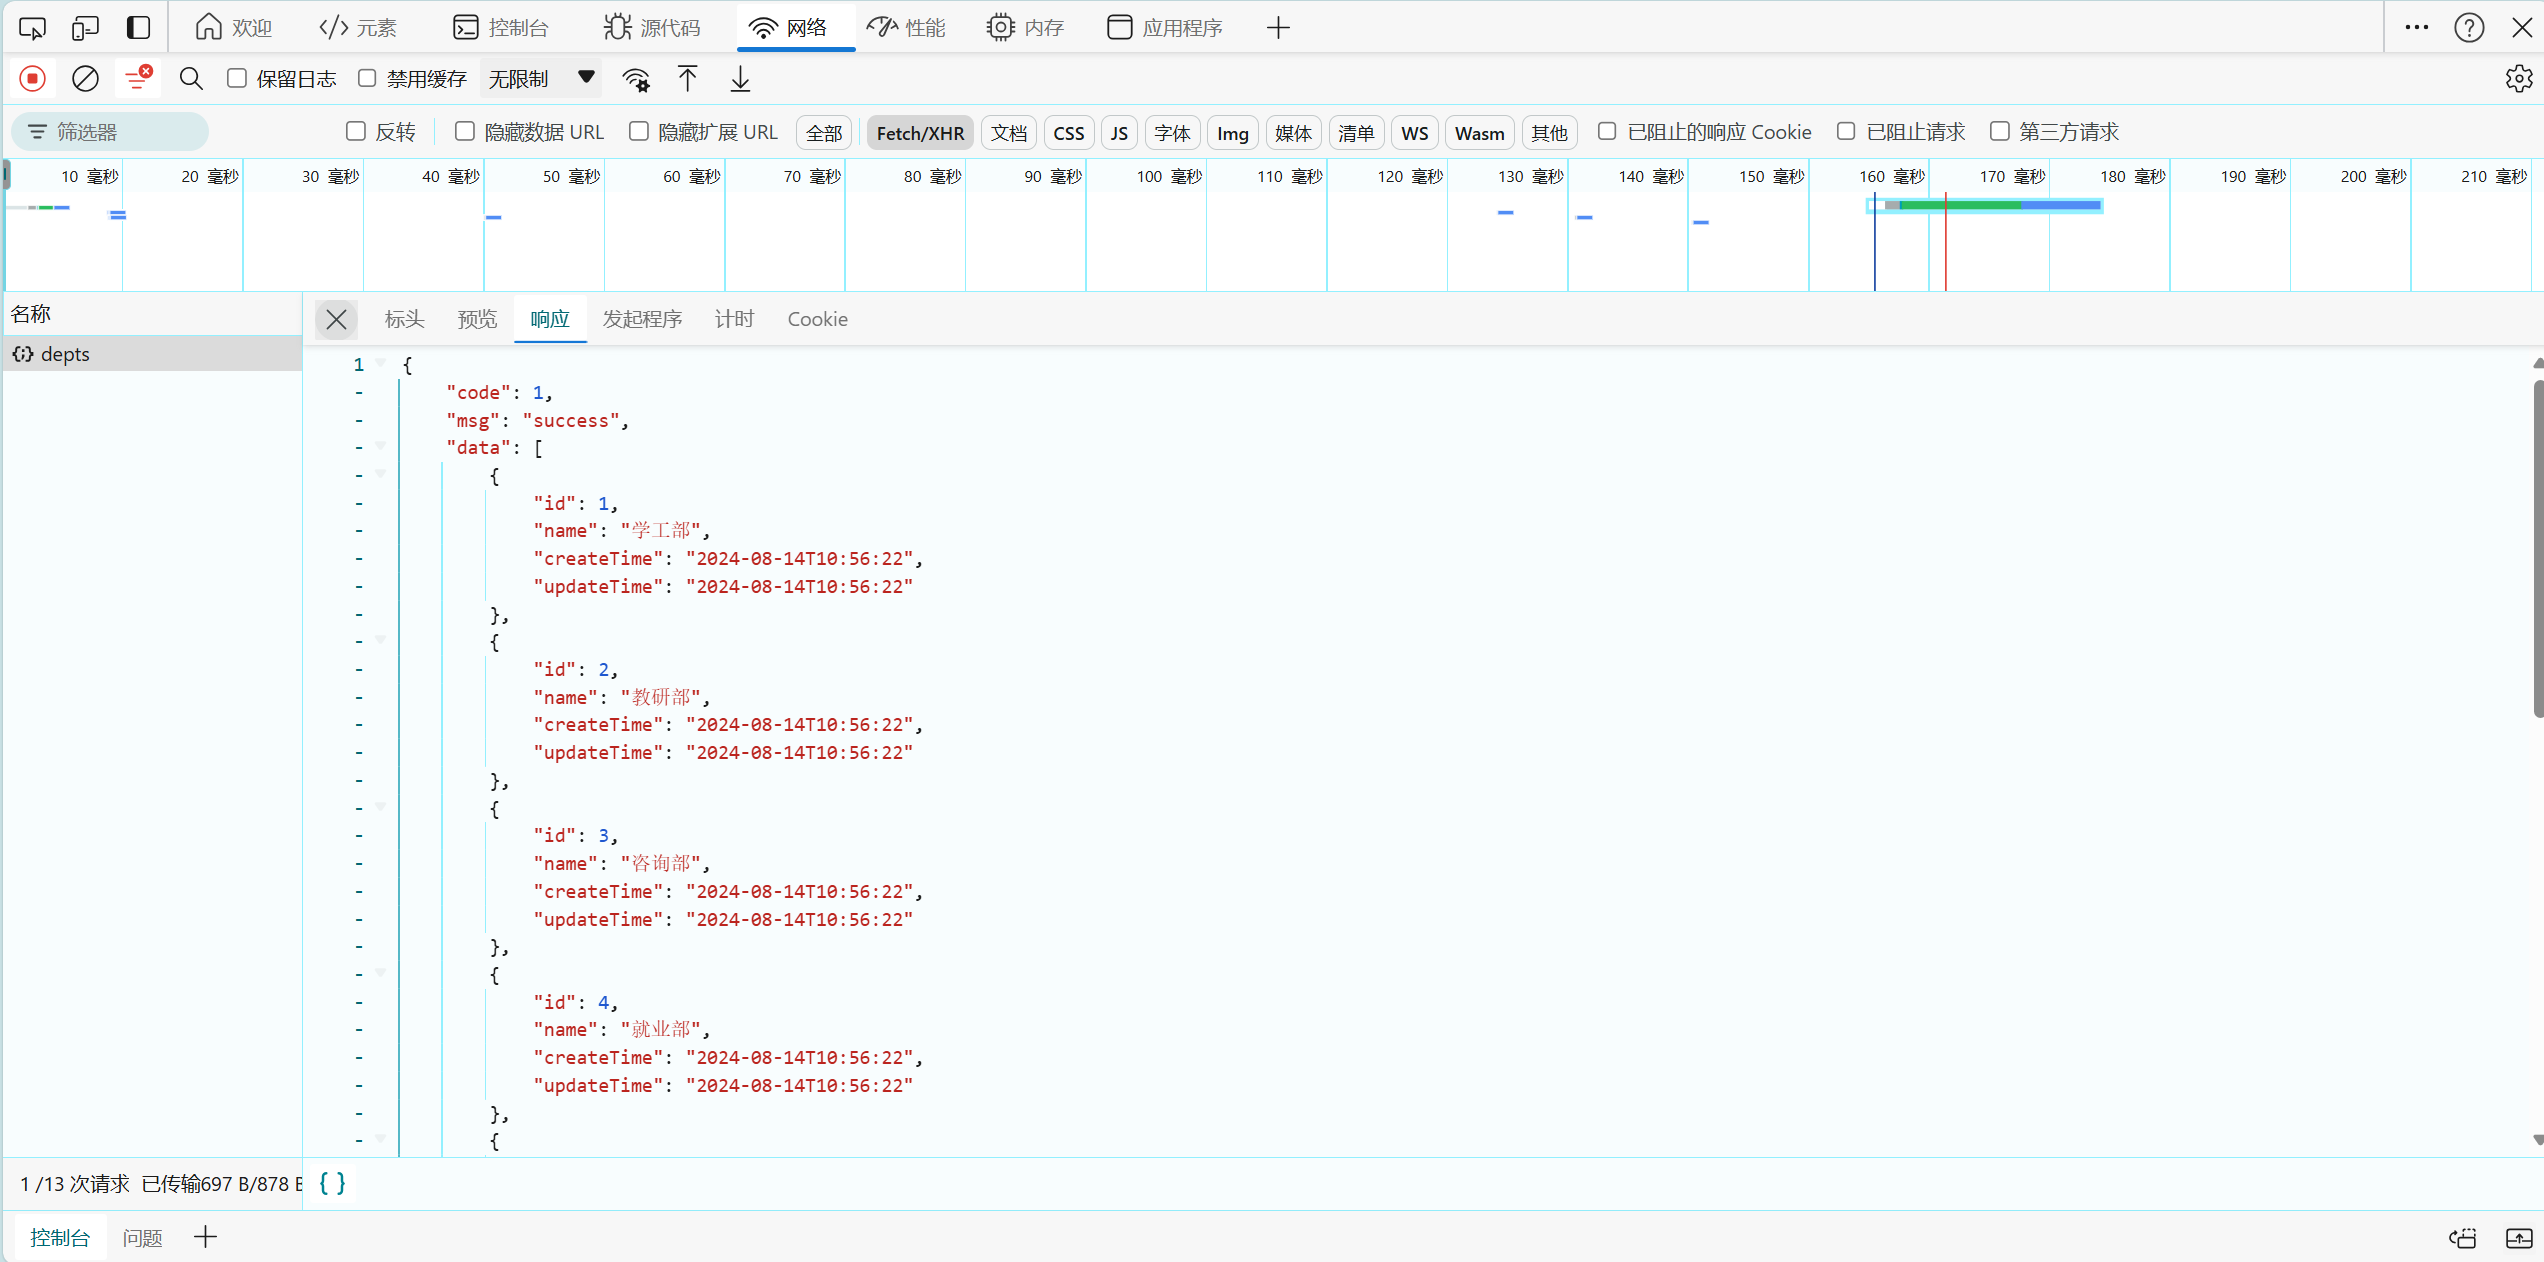 欢迎 </> 元素 控制台 源代码 网络 性能 内存 应用程序
保留日志 禁用缓存 无限制
筛选器 反转 隐藏数据 URL 隐藏扩展 URL 全部 Fetch/XHR 文档 CSS JS 字体 Img 媒体 清单 WS Wasm 其他 已阻止的响应 Cookie 已阻止请求 第三方请求
10 毫秒 20 毫秒 30 毫秒 40 毫秒 50 毫秒 60 毫秒 70 毫秒 80 毫秒 90 毫秒 100 毫秒 110 毫秒 120 毫秒 130 毫秒 140 毫秒 150 毫秒 160 毫秒 170 毫秒 180 毫秒 190 毫秒 200 毫秒 210 毫秒
名称
depts
标头 预览 响应 发起程序 计时 Cookie
1 {
- "code": 1,
- "msg": "success",
- "data": [
- {
- "id": 1,
- "name": "学工部",
- "createTime": "2024-08-14T10:56:22",
- "updateTime": "2024-08-14T10:56:22"
- },
- {
- "id": 2,
- "name": "教研部",
- "createTime": "2024-08-14T10:56:22",
- "updateTime": "2024-08-14T10:56:22"
- },
- {
- "id": 3,
- "name": "咨询部",
- "createTime": "2024-08-14T10:56:22",
- "updateTime": "2024-08-14T10:56:22"
- },
- {
- "id": 4,
- "name": "就业部",
- "createTime": "2024-08-14T10:56:22",
- "updateTime": "2024-08-14T10:56:22"
- },
- {
1 /13 次请求 已传输697 B/878 B { }
控制台 问题